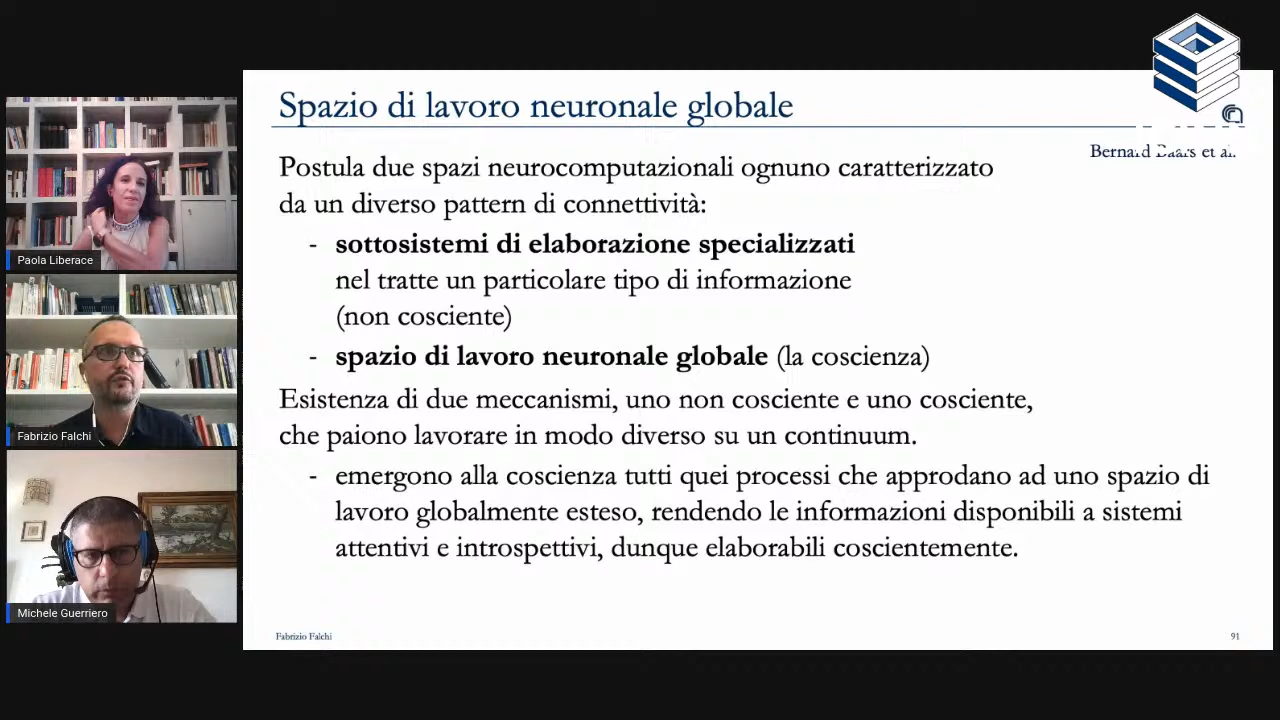 Spazio di lavoro neuronale globale
Bernard Baars et al.
Postula due spazi neurocomputazionali ognuno caratterizzato
da un diverso pattern di connettività:
- sottosistemi di elaborazione specializzati
nel tratte un particolare tipo di informazione
(non cosciente)
- spazio di lavoro neuronale globale (la coscienza)
Esistenza di due meccanismi, uno non cosciente e uno cosciente,
che paiono lavorare in modo diverso su un continuum.
- emergono alla coscienza tutti quei processi che approdano ad uno spazio di
lavoro globalmente esteso, rendendo le informazioni disponibili a sistemi
attentivi e introspettivi, dunque elaborabili coscientemente.
Fabrizio Falchi
91
Paola Liberace
Fabrizio Falchi
Michele Guerriero